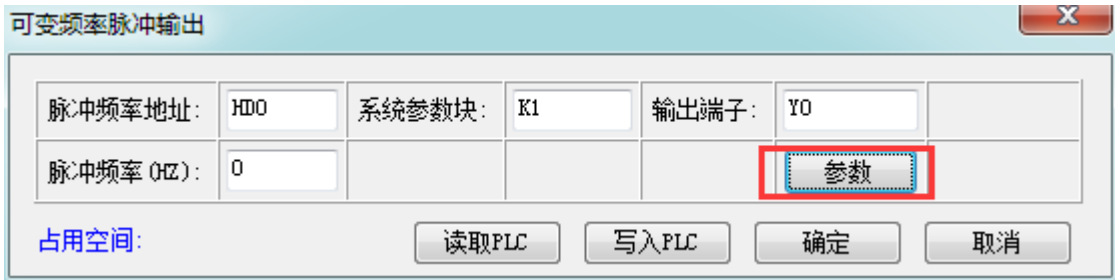 可变频率脉冲输出
脉冲频率地址: HD0 系统参数块: K1 输出端子: Y0
脉冲频率(HZ): 0 参数
占用空间: 读取PLC 写入PLC 确定 取消